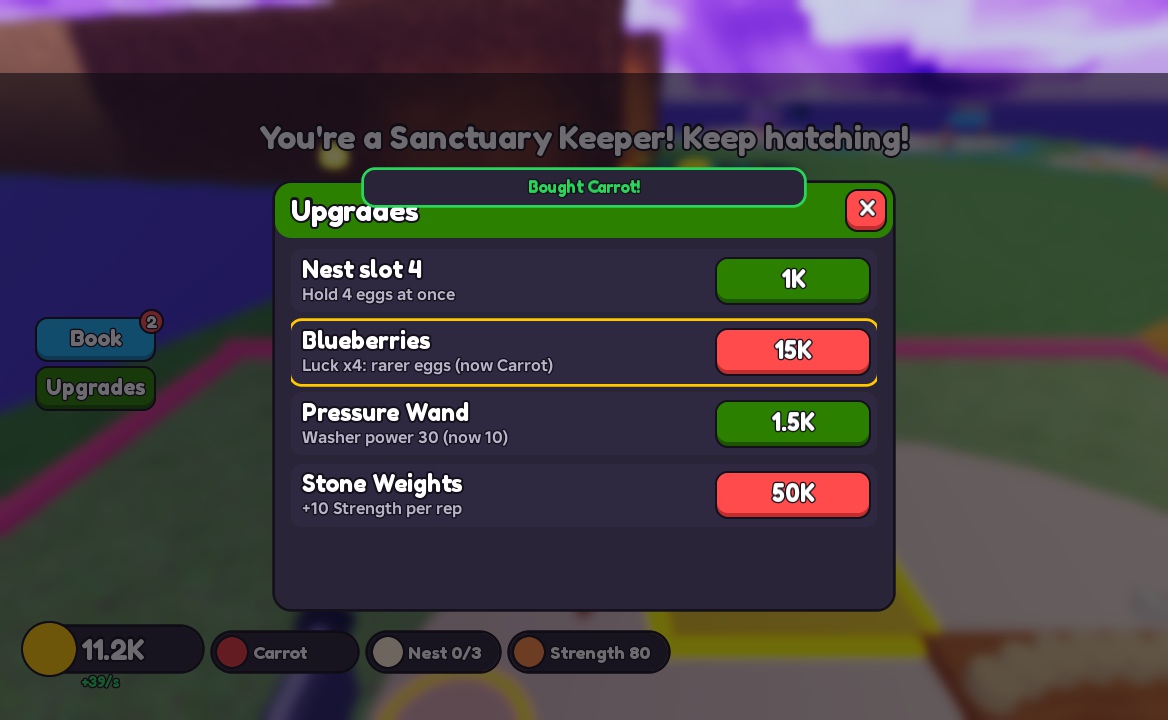 You're a Sanctuary Keeper! Keep hatching!
Bought Carrot!
Upgrades
X
Nest slot 4
Hold 4 eggs at once
1K
Blueberries
Luck x4: rarer eggs (now Carrot)
15K
Pressure Wand
Washer power 30 (now 10)
1.5K
Stone Weights
+10 Strength per rep
50K
Book
2
Upgrades
11.2K
+39/s
Carrot
Nest 0/3
Strength 80